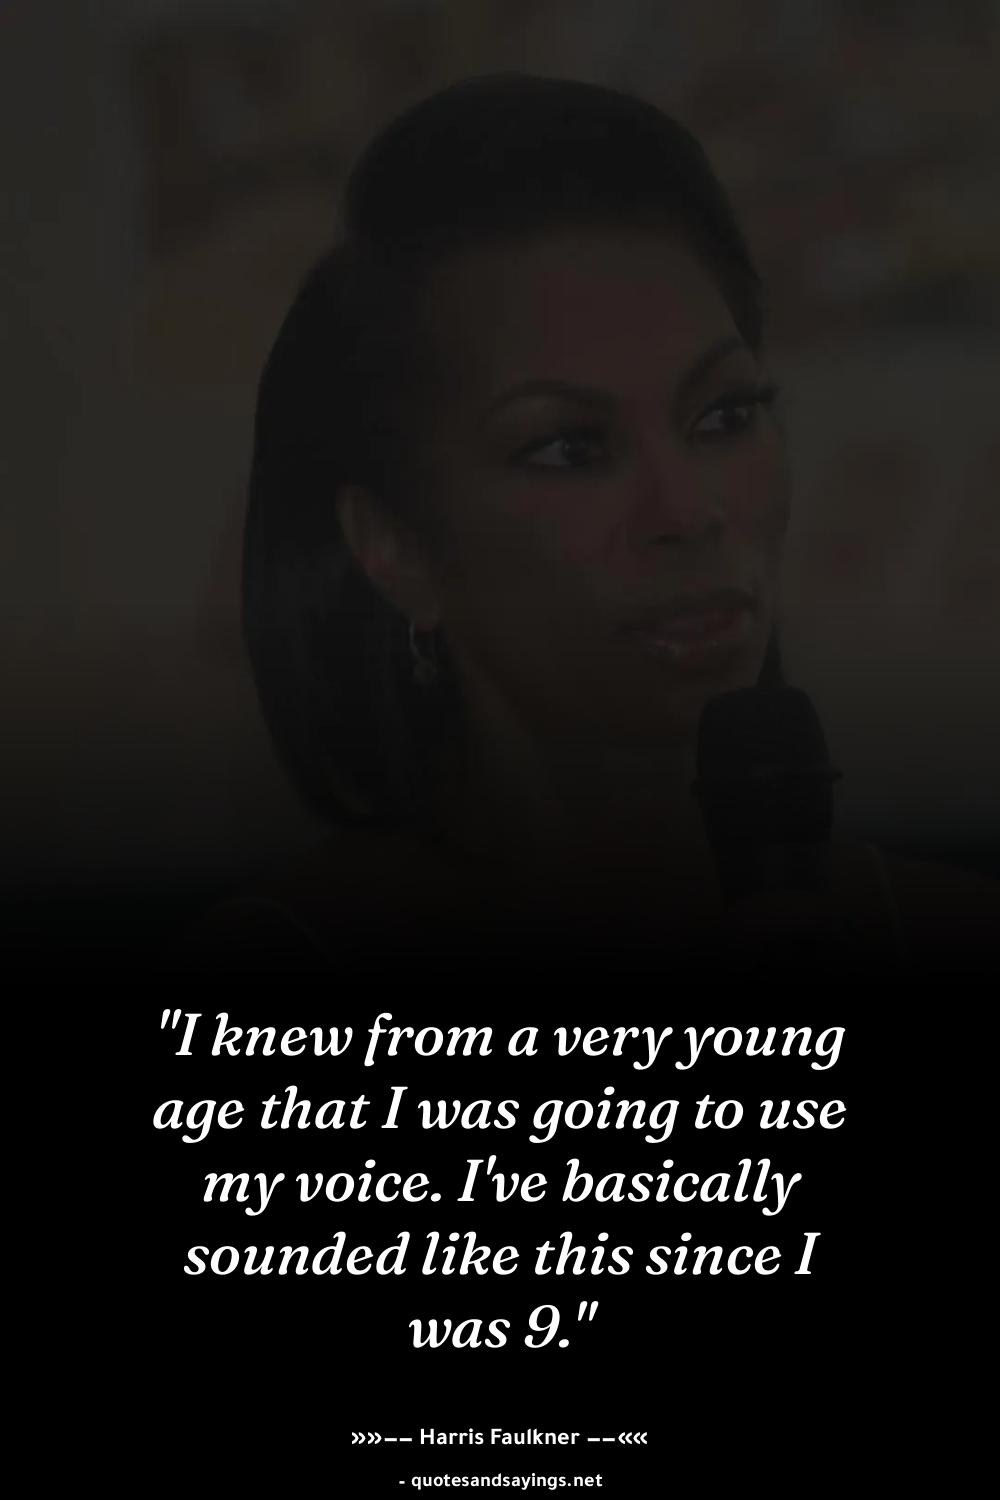 "I knew from a very young
age that I was going to use
my voice. I've basically
sounded like this since I
was 9."
»»–– Harris Faulkner ––««
- quotesandsayings.net